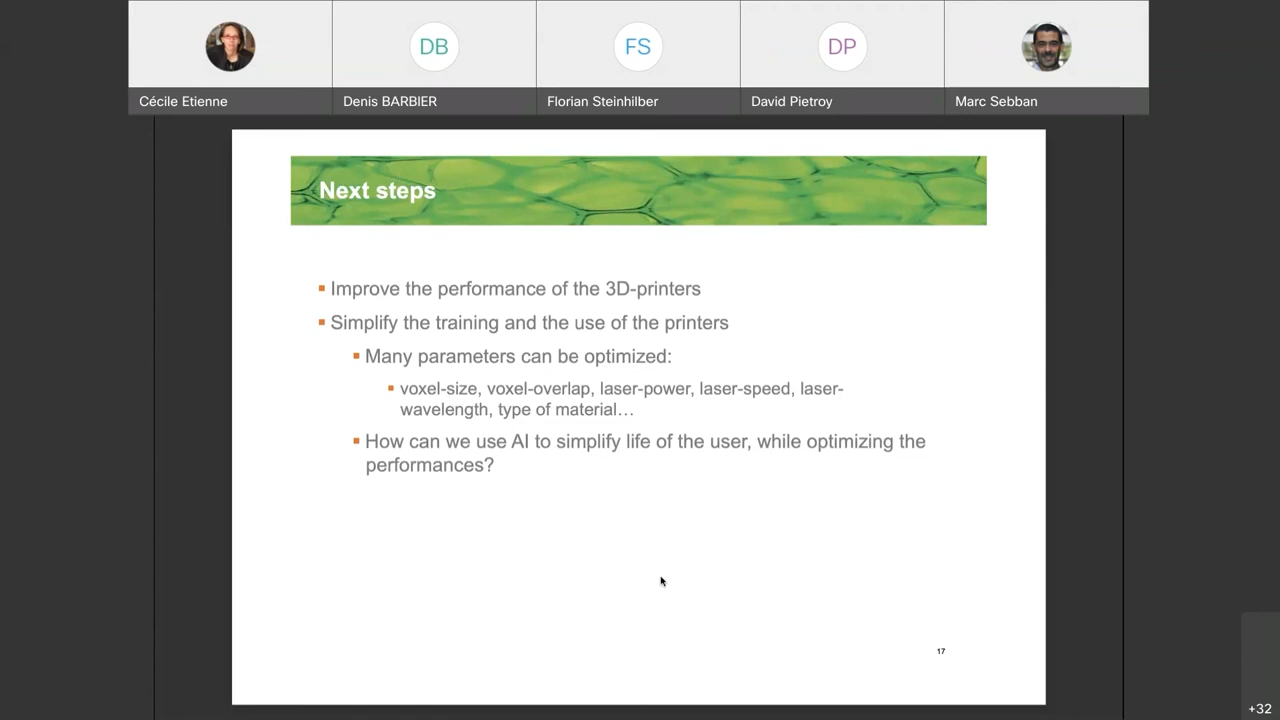 DB
FS
DP
Cécile Etienne
Denis BARBIER
Florian Steinhilber
David Pietroy
Marc Sebban
Next steps
Improve the performance of the 3D-printers
Simplify the training and the use of the printers
Many parameters can be optimized:
voxel-size, voxel-overlap, laser-power, laser-speed, laser-
wavelength, type of material…
How can we use AI to simplify life of the user, while optimizing the
performances?
17
+32